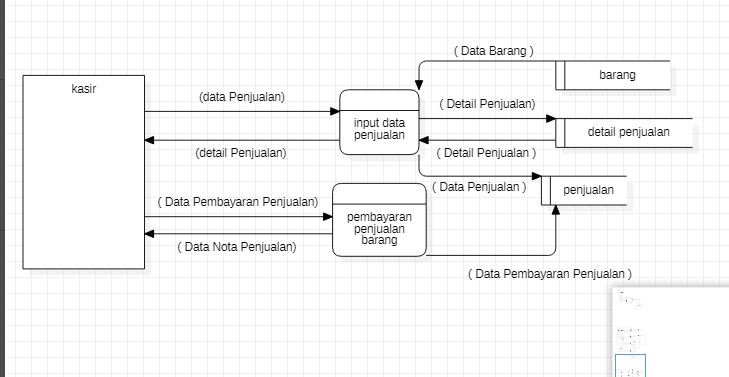 ( Data Barang )
kasir
barang
(data Penjualan)
( Detail Penjualan)
input data
penjualan
detail penjualan
(detail Penjualan)
( Detail Penjualan )
( Data Penjualan )
penjualan
( Data Pembayaran Penjualan)
pembayaran
penjualan
barang
( Data Nota Penjualan)
( Data Pembayaran Penjualan )